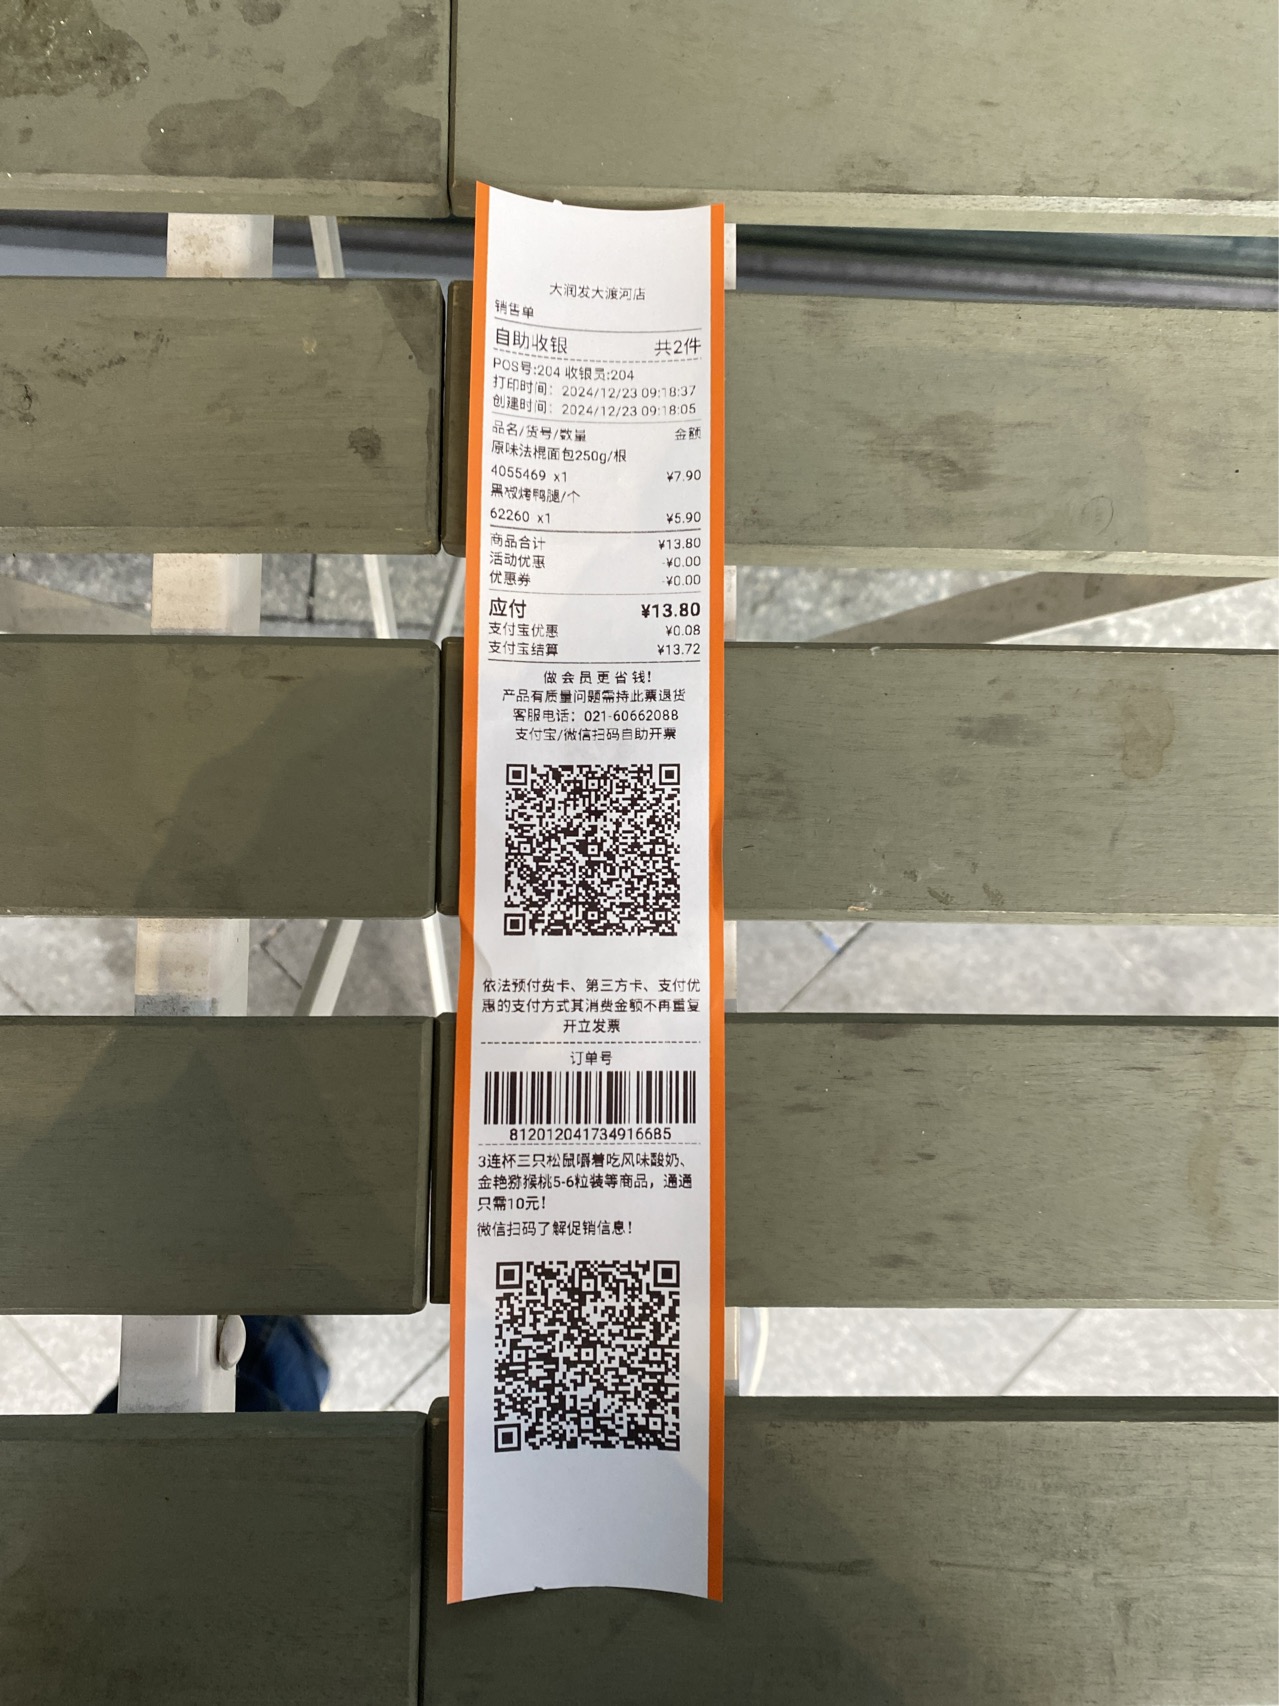 大润发大渡河店
销售单
自助收银 共2件
POS号:204 收银员:204
打印时间：2024/12/23 09:18:37
创建时间：2024/12/23 09:18:05
品名/货号/数量 金额
原味法棍面包250g/根
4055469 x1 ¥7.90
黑椒烤鸭腿/个
62260 x1 ¥5.90
商品合计 ¥13.80
活动优惠 -¥0.00
优惠券 -¥0.00
应付 ¥13.80
支付宝优惠 ¥0.08
支付宝结算 ¥13.72
做会员更省钱!
产品有质量问题需持此票退货
客服电话：021-60662088
支付宝/微信扫码自助开票
依法预付费卡、第三方卡、支付优
惠的支付方式其消费金额不再重复
开立发票
订单号
812012041734916685
3连杯三只松鼠嚼着吃风味酸奶、
金艳猕猴桃5-6粒装等商品，通通
只需10元!
微信扫码了解促销信息!